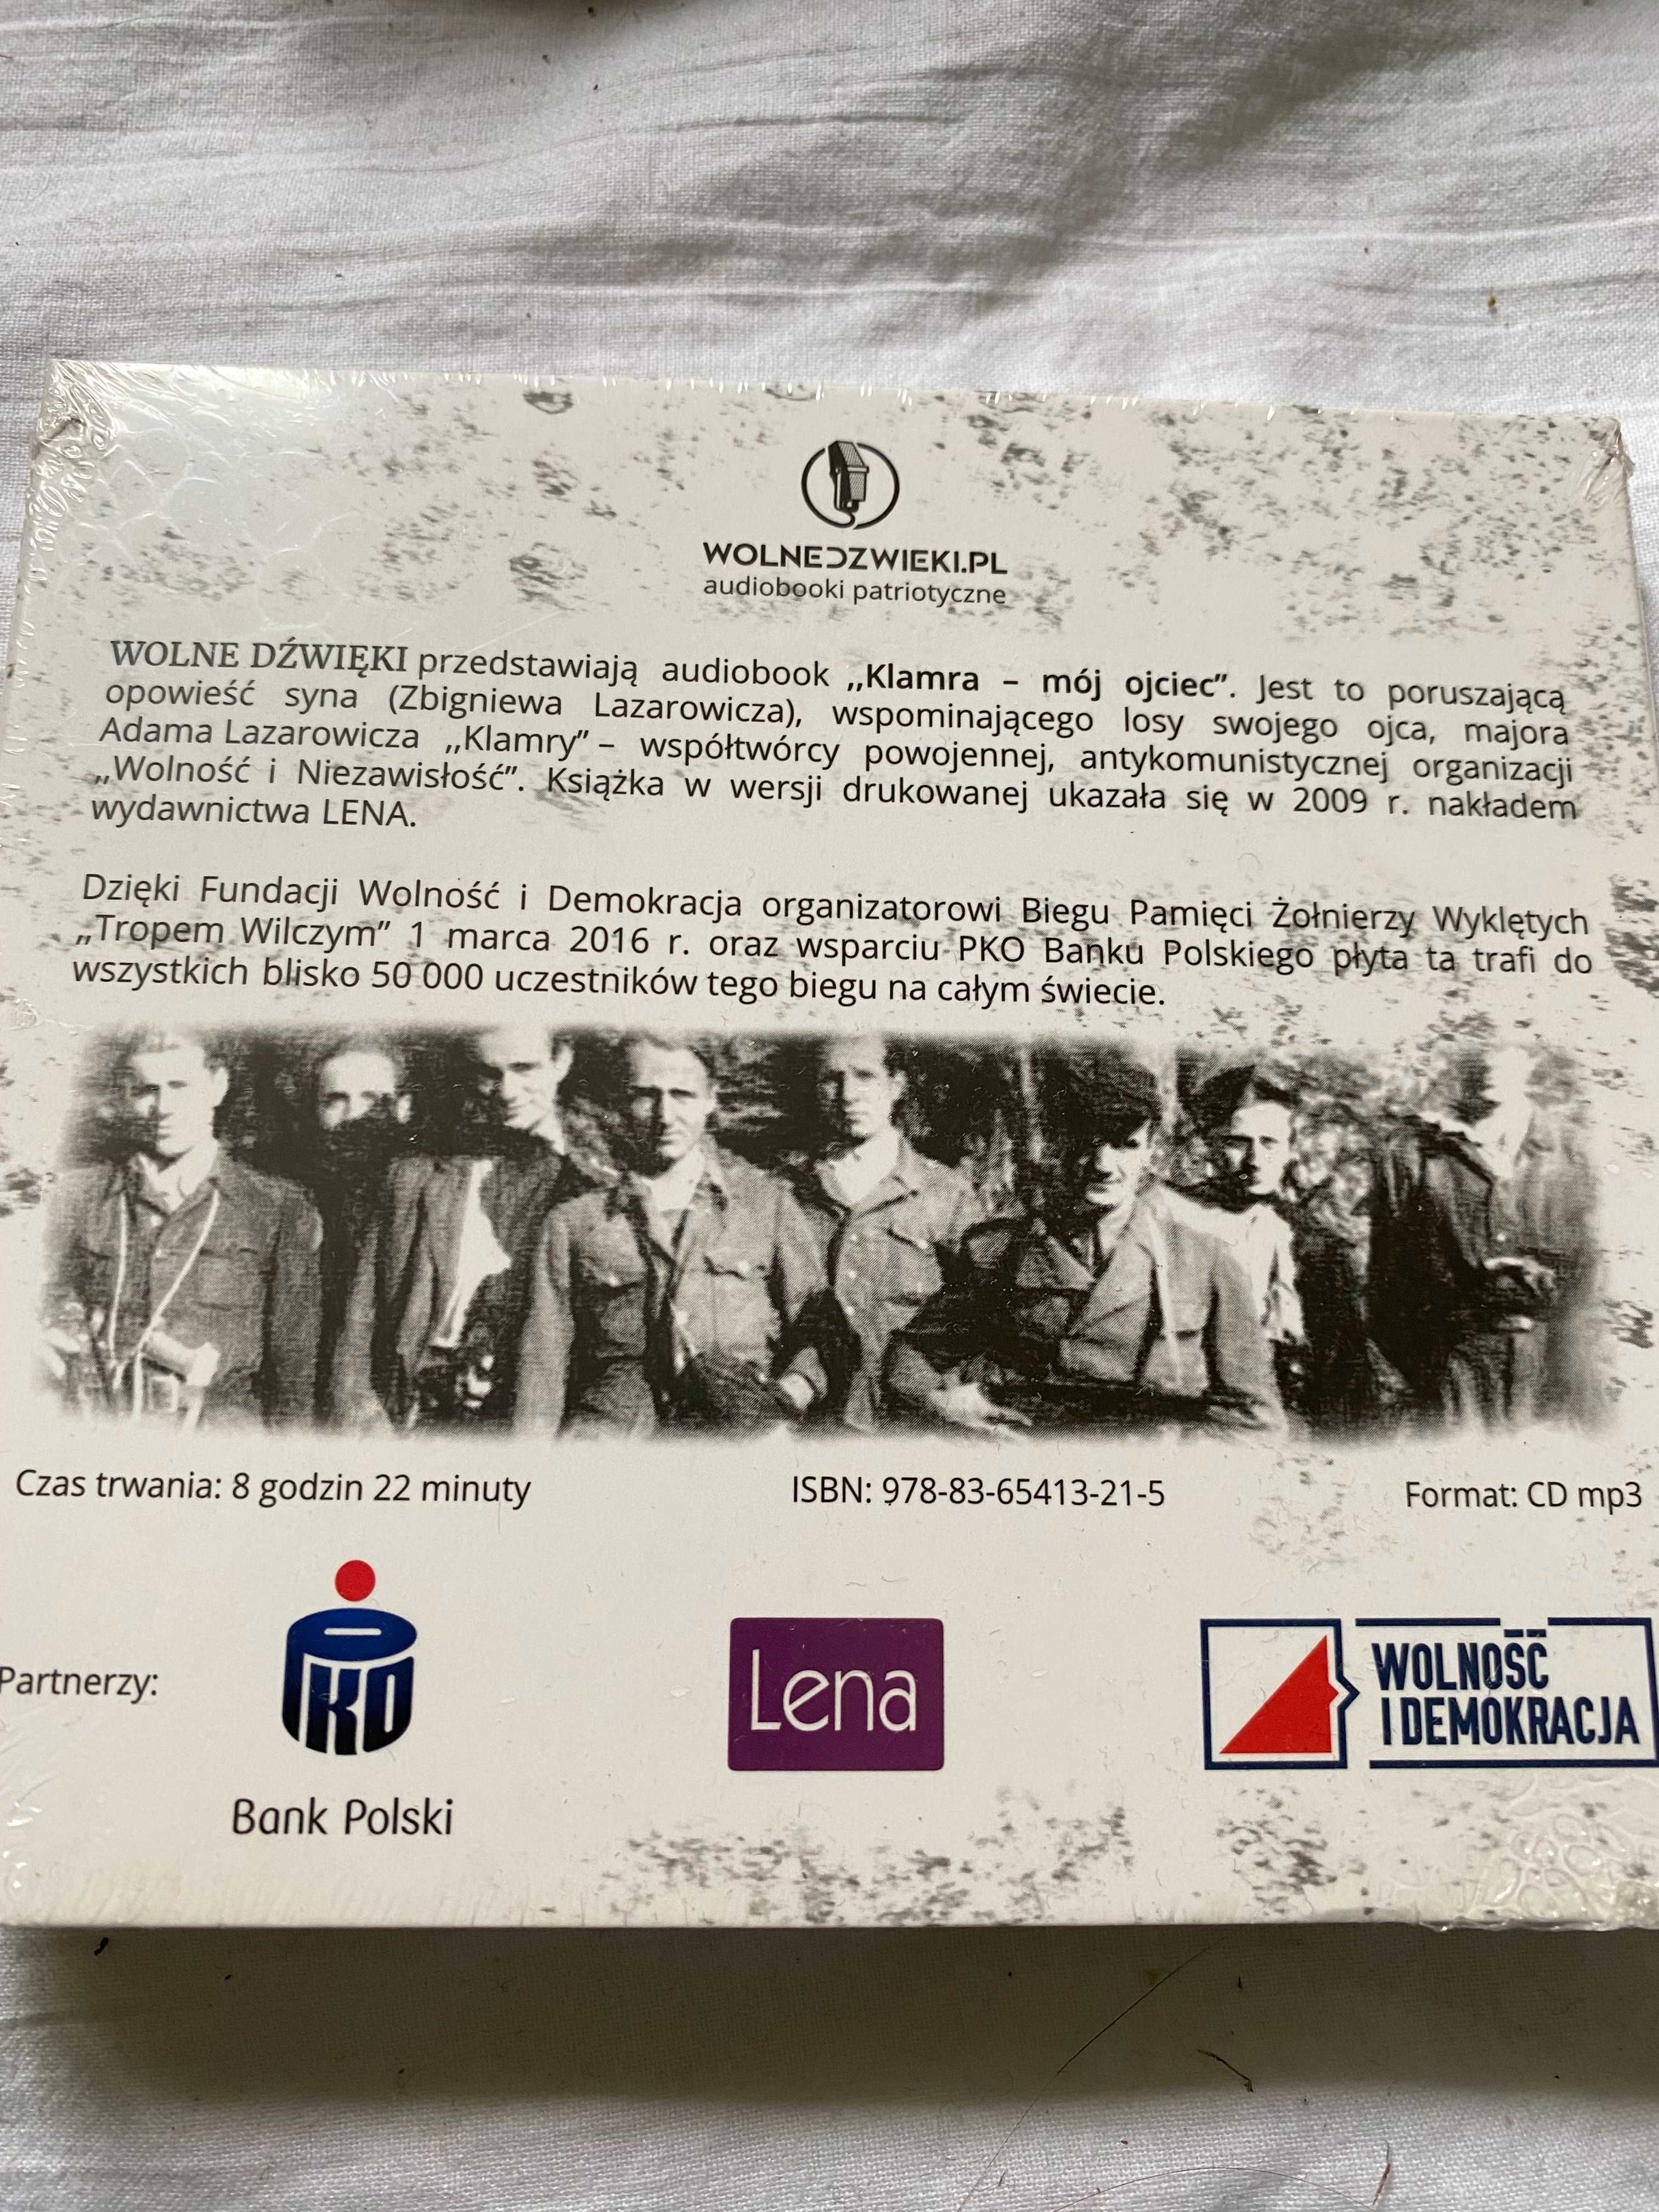 WOLNEDZWIEKI.PL
audiobooki patriotyczne
WOLNE DŹWIĘKI przedstawiają audiobook ,,Klamra – mój ojciec”. Jest to poruszającą
opowieść syna (Zbigniewa Lazarowicza), wspominającego losy swojego ojca, majora
Adama Lazarowicza ,,Klamry” – współtwórcy powojennej, antykomunistycznej organizacji
,,Wolność i Niezawisłość”. Książka w wersji drukowanej ukazała się w 2009 r. nakładem
wydawnictwa LENA.
Dzięki Fundacji Wolność i Demokracja organizatorowi Biegu Pamięci Żołnierzy Wyklętych
„Tropem Wilczym” 1 marca 2016 r. oraz wsparciu PKO Banku Polskiego płyta ta trafi do
wszystkich blisko 50 000 uczestników tego biegu na całym świecie.
Czas trwania: 8 godzin 22 minuty ISBN: 978-83-65413-21-5 Format: CD mp3
Partnerzy:
PKO
Bank Polski
Lena
WOLNOŚĆ
I DEMOKRACJA